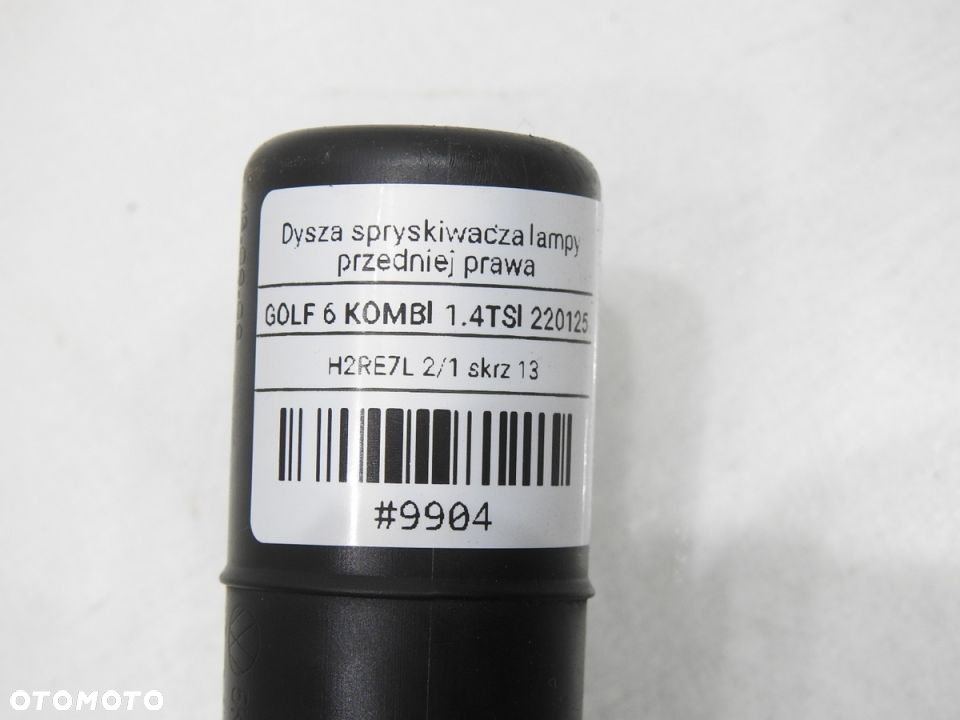 Dysza spryskiwacza lampy
przedniej prawa
GOLF 6 KOMBI 1.4TSI 220125
H2RE7L 2/1 skrz 13
#9904
OTOMOTO